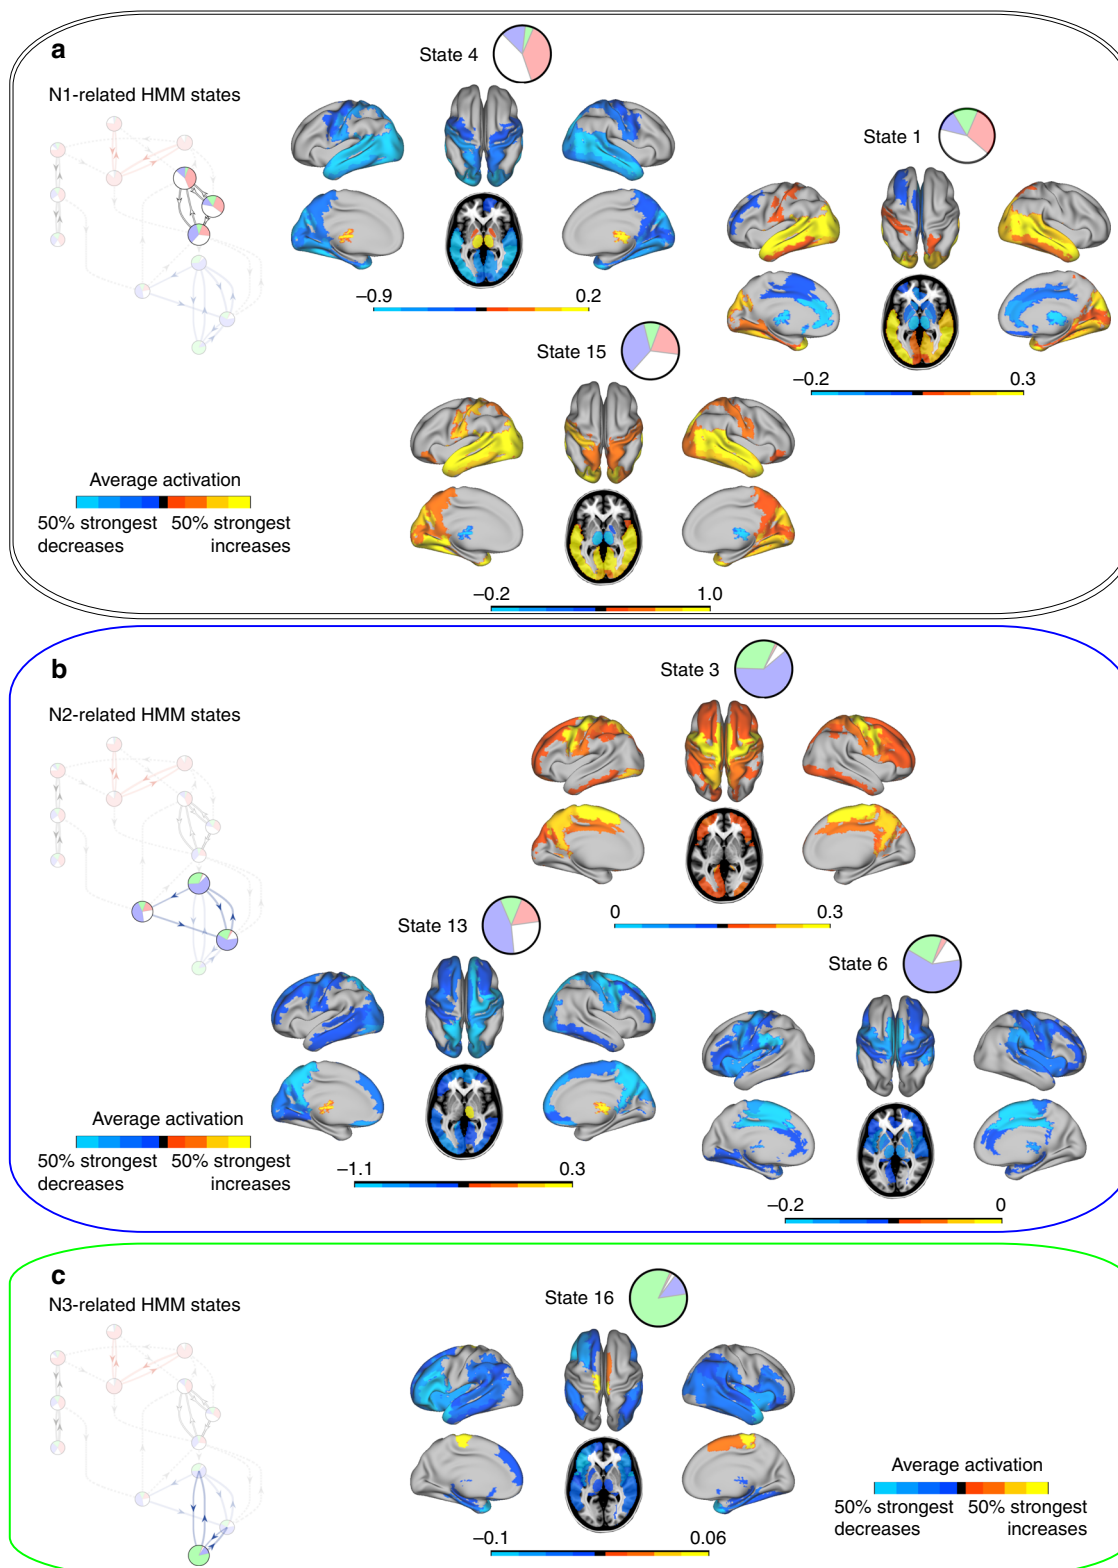 a
N1-related HMM states
State 4
State 1
−0.9 0.2
State 15
−0.2 0.3
Average activation
50% strongest decreases
50% strongest increases
−0.2 1.0
b
N2-related HMM states
State 3
0 0.3
State 13
State 6
Average activation
50% strongest decreases
50% strongest increases
−1.1 0.3
−0.2 0
c
N3-related HMM states
State 16
Average activation
50% strongest decreases
50% strongest increases
−0.1 0.06